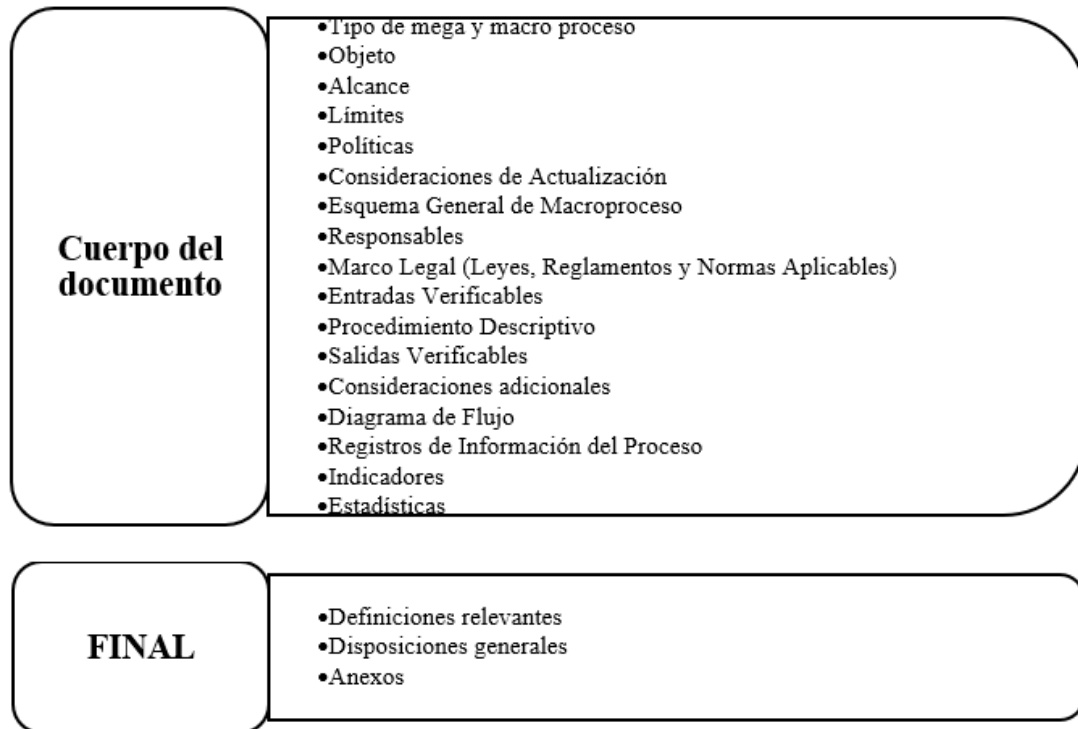 •Tipo de mega y macro proceso
•Objeto
•Alcance
•Límites
•Políticas
•Consideraciones de Actualización
•Esquema General de Macroproceso
•Responsables
Cuerpo del
documento
•Marco Legal (Leyes, Reglamentos y Normas Aplicables)
•Entradas Verificables
•Procedimiento Descriptivo
•Salidas Verificables
•Consideraciones adicionales
•Diagrama de Flujo
•Registros de Información del Proceso
•Indicadores
•Estadísticas
FINAL
•Definiciones relevantes
•Disposiciones generales
•Anexos